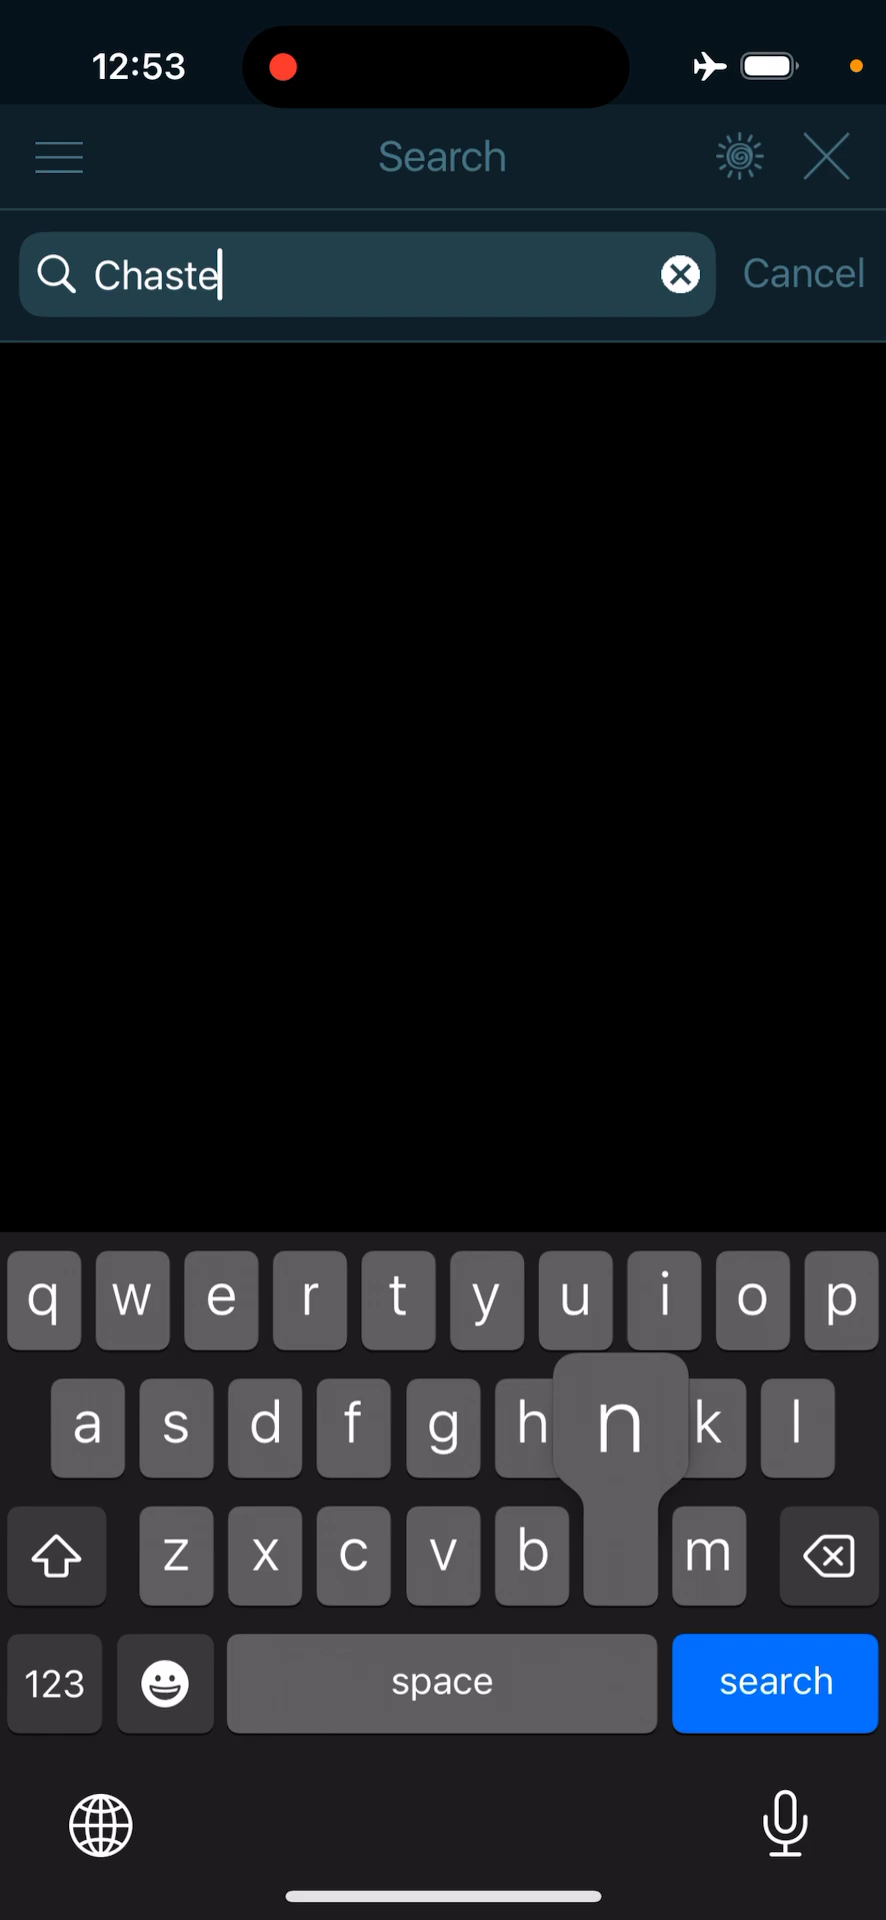 12:53
Search
Chaste
Cancel
q w e r t y u i o p
a s d f g h n k l
z x c v b m
123 space search